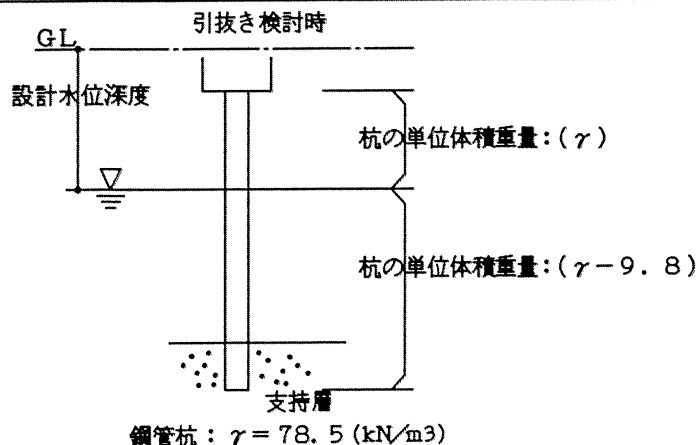 引抜き検討時
GL
設計水位深度
杭の単位体積重量:(γ)
杭の単位体積重量:(γ－9.8)
支持層
鋼管杭: γ＝78.5(kN/m3)